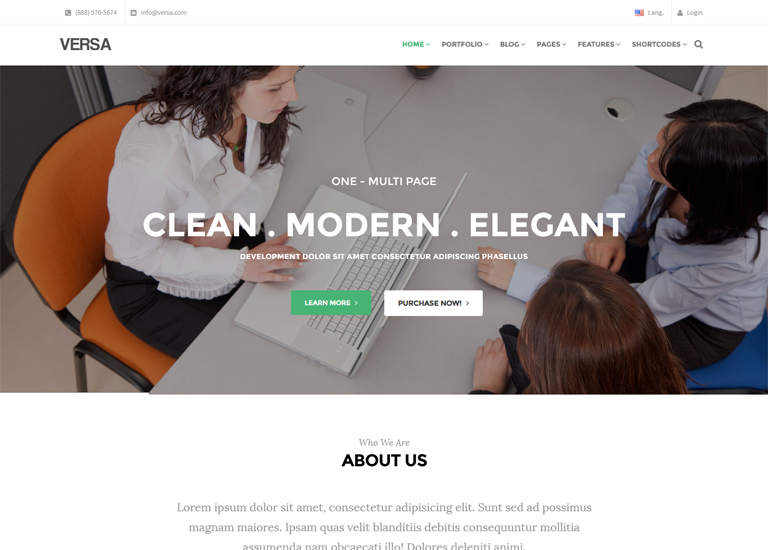 (888) 576-5674 info@versa.com Lang. Login
VERSA HOME PORTFOLIO BLOG PAGES FEATURES SHORTCODES
ONE - MULTI PAGE
CLEAN . MODERN . ELEGANT
DEVELOPMENT DOLOR SIT AMET CONSECTETUR ADIPISCING PHASELLUS
LEARN MORE > PURCHASE NOW! >
Who We Are
ABOUT US
Lorem ipsum dolor sit amet, consectetur adipisicing elit. Sunt sed ad possimus
magnam maiores. Ipsam quas velit blanditiis debitis consequuntur mollitia
assumenda nam obcaecati illo! Dolores deleniti animi.